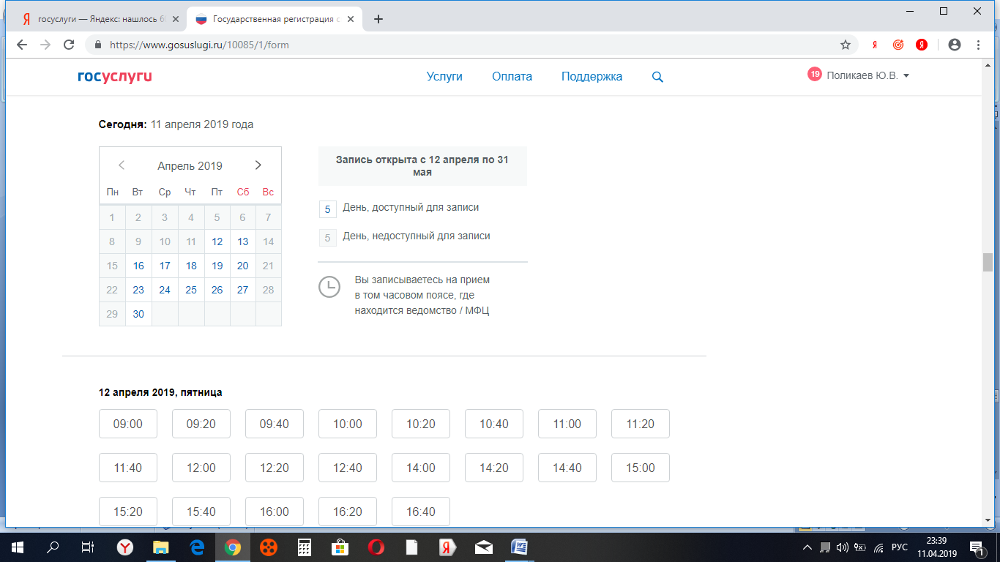 госуслуги — Яндекс: нашлось 6
Государственная регистрация с
https://www.gosuslugi.ru/10085/1/form
госуслуги
Услуги Оплата Поддержка
19 Поликаев Ю.В.
Сегодня: 11 апреля 2019 года
Апрель 2019
Пн Вт Ср Чт Пт Сб Вс
1 2 3 4 5 6 7
8 9 10 11 12 13 14
15 16 17 18 19 20 21
22 23 24 25 26 27 28
29 30
Запись открыта с 12 апреля по 31
мая
5 День, доступный для записи
5 День, недоступный для записи
Вы записываетесь на прием
в том часовом поясе, где
находится ведомство / МФЦ
12 апреля 2019, пятница
09:00 09:20 09:40 10:00 10:20 10:40 11:00 11:20
11:40 12:00 12:20 12:40 14:00 14:20 14:40 15:00
15:20 15:40 16:00 16:20 16:40
РУС
23:39
11.04.2019
1